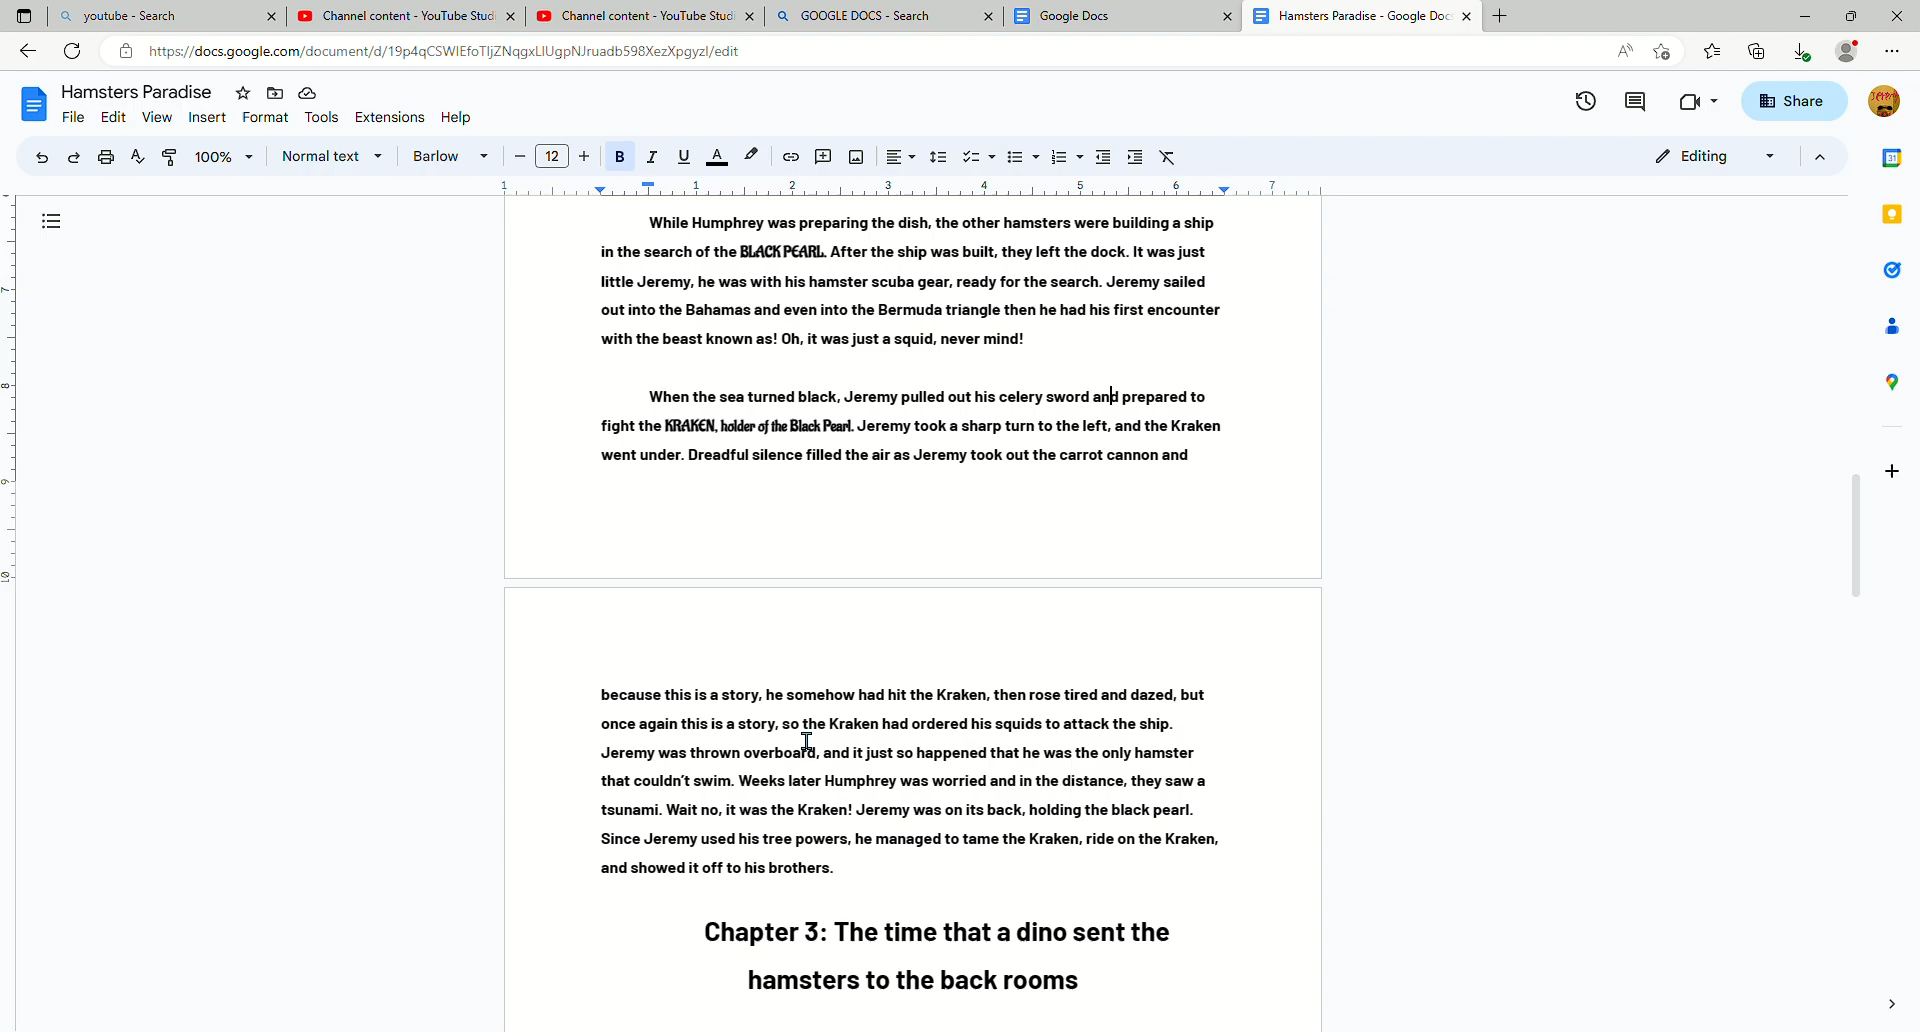 youtube - Search
Channel content - YouTube Studi
Channel content - YouTube Studi
GOOGLE DOCS - Search
Google Docs
Hamsters Paradise - Google Doc
https://docs.google.com/document/d/19p4qCSWIEfoTIjZNqgxLIUgpNJruadb598XezXpgyzI/edit
Hamsters Paradise
File Edit View Insert Format Tools Extensions Help
Share
100% Normal text Barlow 12 B I U A Editing
1 1 2 3 4 5 6 7
While Humphrey was preparing the dish, the other hamsters were building a ship
in the search of the BLACK PEARL. After the ship was built, they left the dock. It was just
little Jeremy, he was with his hamster scuba gear, ready for the search. Jeremy sailed
out into the Bahamas and even into the Bermuda triangle then he had his first encounter
with the beast known as! Oh, it was just a squid, never mind!
When the sea turned black, Jeremy pulled out his celery sword and prepared to
fight the KRAKEN, holder of the Black Pearl. Jeremy took a sharp turn to the left, and the Kraken
went under. Dreadful silence filled the air as Jeremy took out the carrot cannon and
because this is a story, he somehow had hit the Kraken, then rose tired and dazed, but
once again this is a story, so the Kraken had ordered his squids to attack the ship.
Jeremy was thrown overboard, and it just so happened that he was the only hamster
that couldn't swim. Weeks later Humphrey was worried and in the distance, they saw a
tsunami. Wait no, it was the Kraken! Jeremy was on its back, holding the black pearl.
Since Jeremy used his tree powers, he managed to tame the Kraken, ride on the Kraken,
and showed it off to his brothers.
Chapter 3: The time that a dino sent the
hamsters to the back rooms
7
8
9
10
31